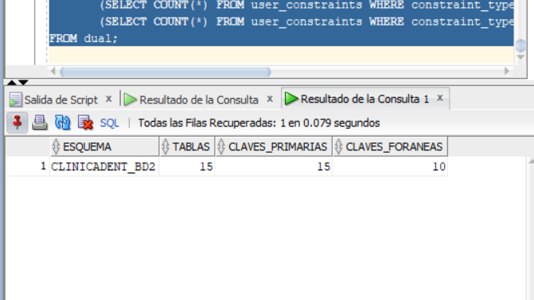 (SELECT COUNT(*) FROM user_constraints WHERE constraint_type
(SELECT COUNT(*) FROM user_constraints WHERE constraint_type
FROM dual;
Salida de Script x Resultado de la Consulta x Resultado de la Consulta 1 x
SQL | Todas las Filas Recuperadas: 1 en 0.079 segundos
ESQUEMA TABLAS CLAVES_PRIMARIAS CLAVES_FORANEAS
1 CLINICADENT_BD2 15 15 10